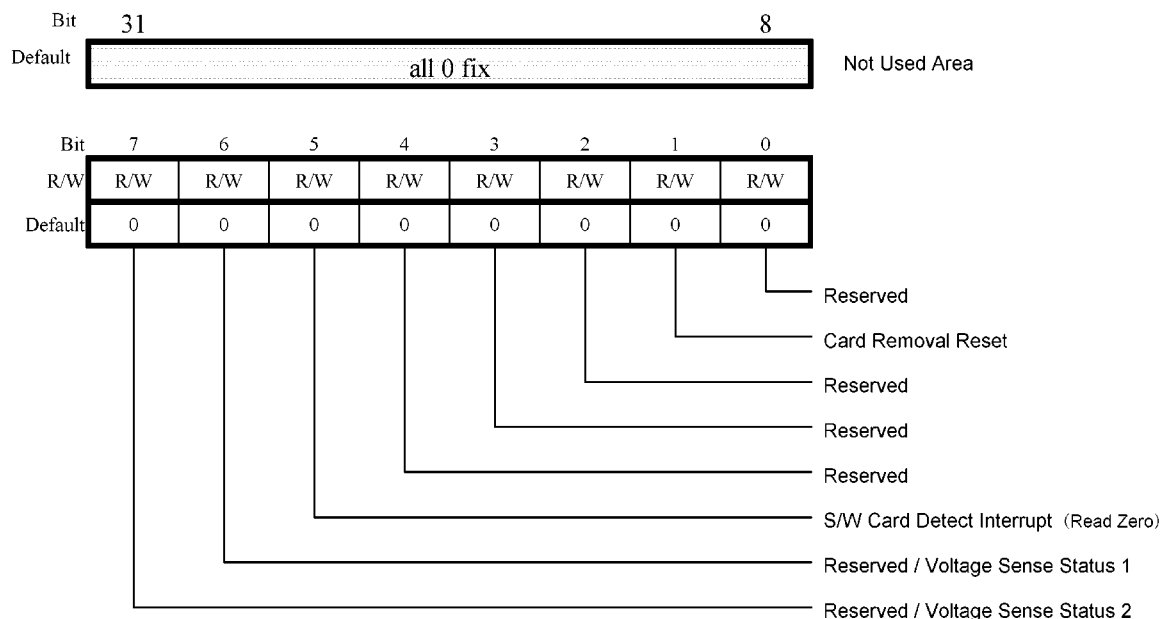 Bit 31 8
Default all 0 fix Not Used Area
Bit 7 6 5 4 3 2 1 0
R/W R/W R/W R/W R/W R/W R/W R/W R/W
Default 0 0 0 0 0 0 0 0
Reserved
Card Removal Reset
Reserved
Reserved
Reserved
S/W Card Detect Interrupt (Read Zero)
Reserved / Voltage Sense Status 1
Reserved / Voltage Sense Status 2